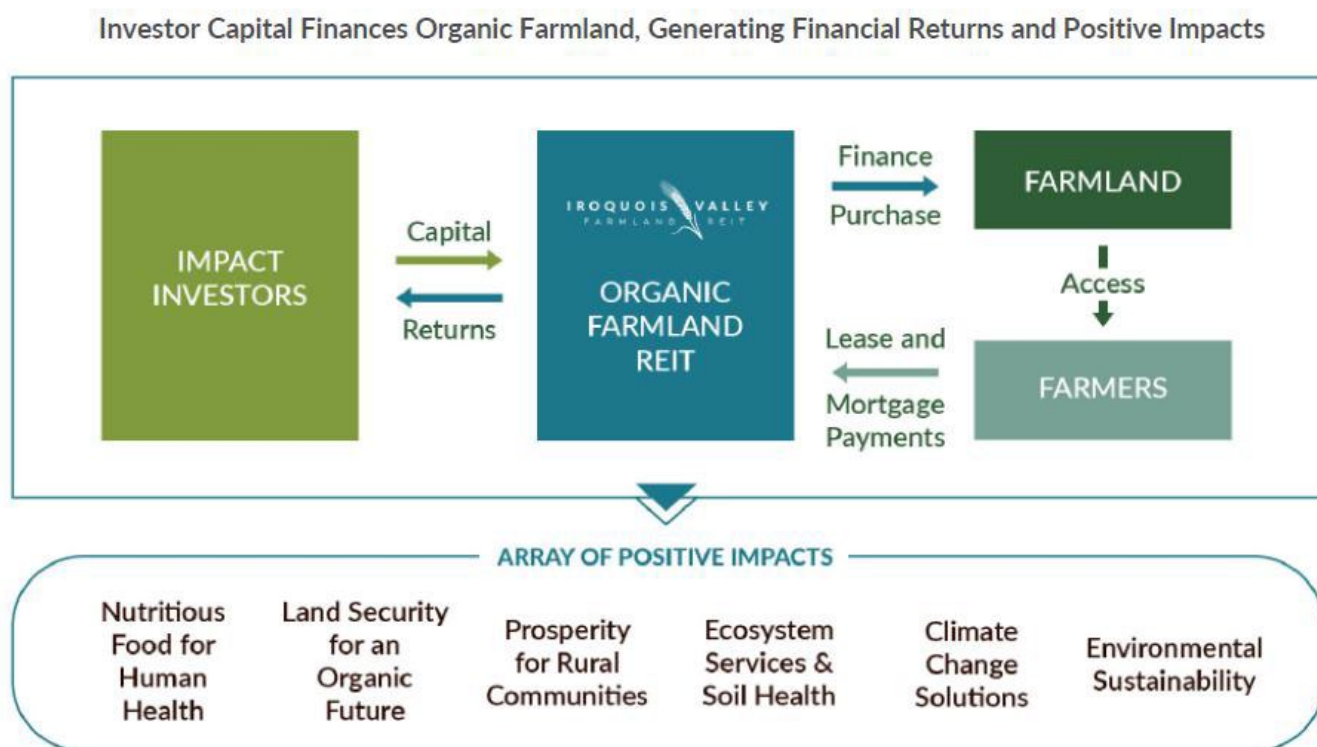 Investor Capital Finances Organic Farmland, Generating Financial Returns and Positive Impacts
IMPACT
INVESTORS
Capital
Returns
IROQUOIS VALLEY
FARMLAND REIT
ORGANIC
FARMLAND
REIT
Finance
Purchase
FARMLAND
Access
Lease and
Mortgage
Payments
FARMERS
ARRAY OF POSITIVE IMPACTS
Nutritious
Food for
Human
Health
Land Security
for an
Organic
Future
Prosperity
for Rural
Communities
Ecosystem
Services &
Soil Health
Climate
Change
Solutions
Environmental
Sustainability